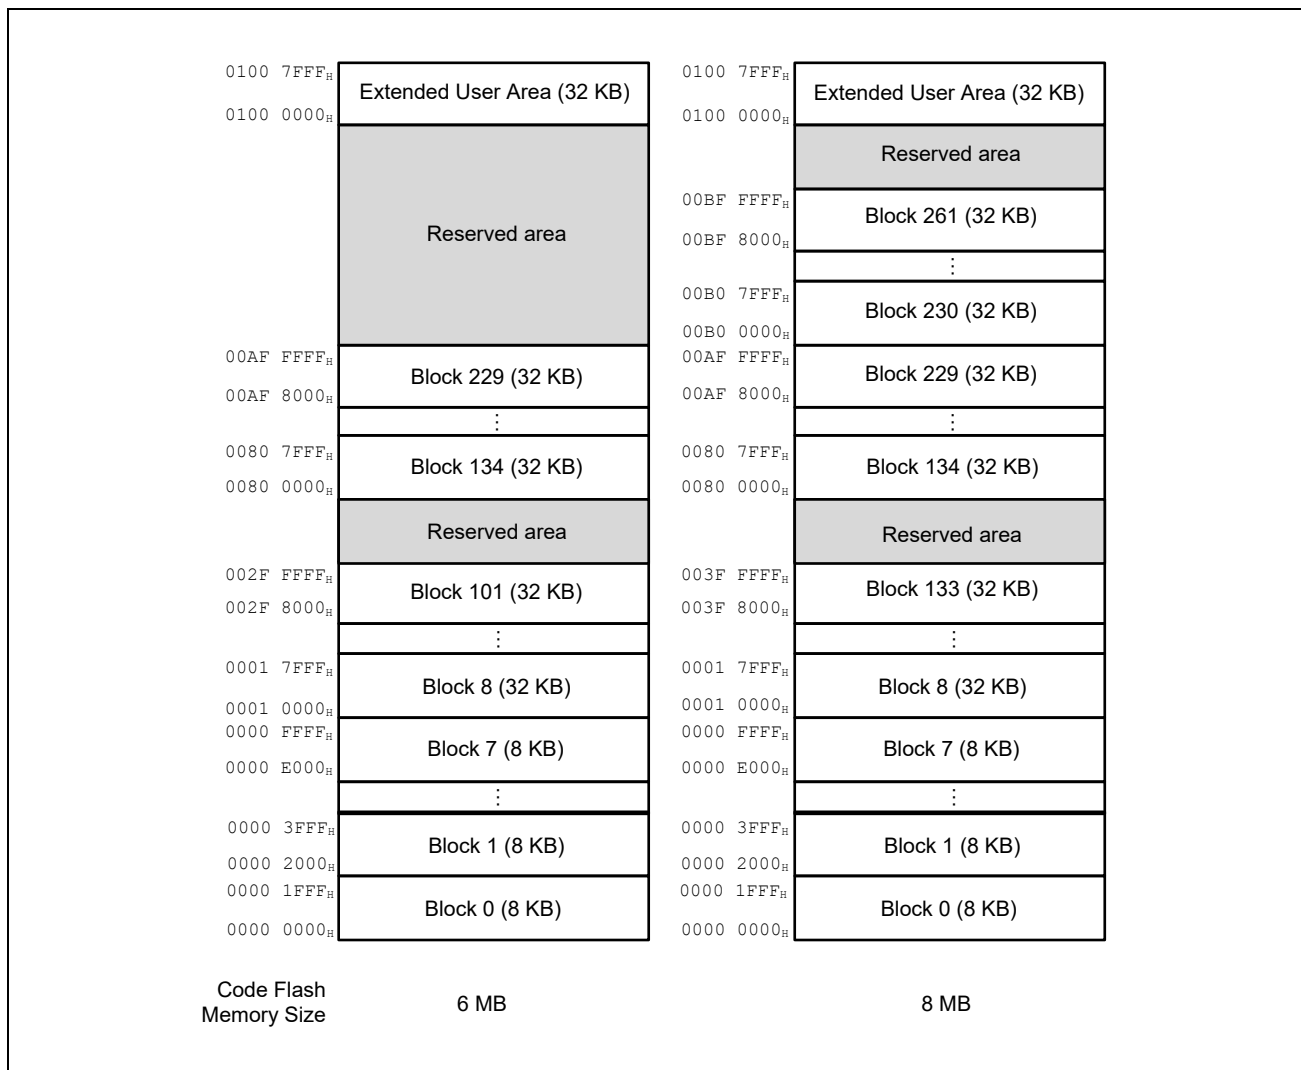 0100 7FFFH
Extended User Area (32 KB)
0100 0000H
Reserved area
00AF FFFFH
Block 229 (32 KB)
00AF 8000H
⋮
0080 7FFFH
Block 134 (32 KB)
0080 0000H
Reserved area
002F FFFFH
Block 101 (32 KB)
002F 8000H
⋮
0001 7FFFH
Block 8 (32 KB)
0001 0000H
0000 FFFFH
Block 7 (8 KB)
0000 E000H
⋮
0000 3FFFH
Block 1 (8 KB)
0000 2000H
0000 1FFFH
Block 0 (8 KB)
0000 0000H
0100 7FFFH
Extended User Area (32 KB)
0100 0000H
Reserved area
00BF FFFFH
Block 261 (32 KB)
00BF 8000H
⋮
00B0 7FFFH
Block 230 (32 KB)
00B0 0000H
00AF FFFFH
Block 229 (32 KB)
00AF 8000H
⋮
0080 7FFFH
Block 134 (32 KB)
0080 0000H
Reserved area
003F FFFFH
Block 133 (32 KB)
003F 8000H
⋮
0001 7FFFH
Block 8 (32 KB)
0001 0000H
0000 FFFFH
Block 7 (8 KB)
0000 E000H
⋮
0000 3FFFH
Block 1 (8 KB)
0000 2000H
0000 1FFFH
Block 0 (8 KB)
0000 0000H
Code Flash
Memory Size
6 MB
8 MB